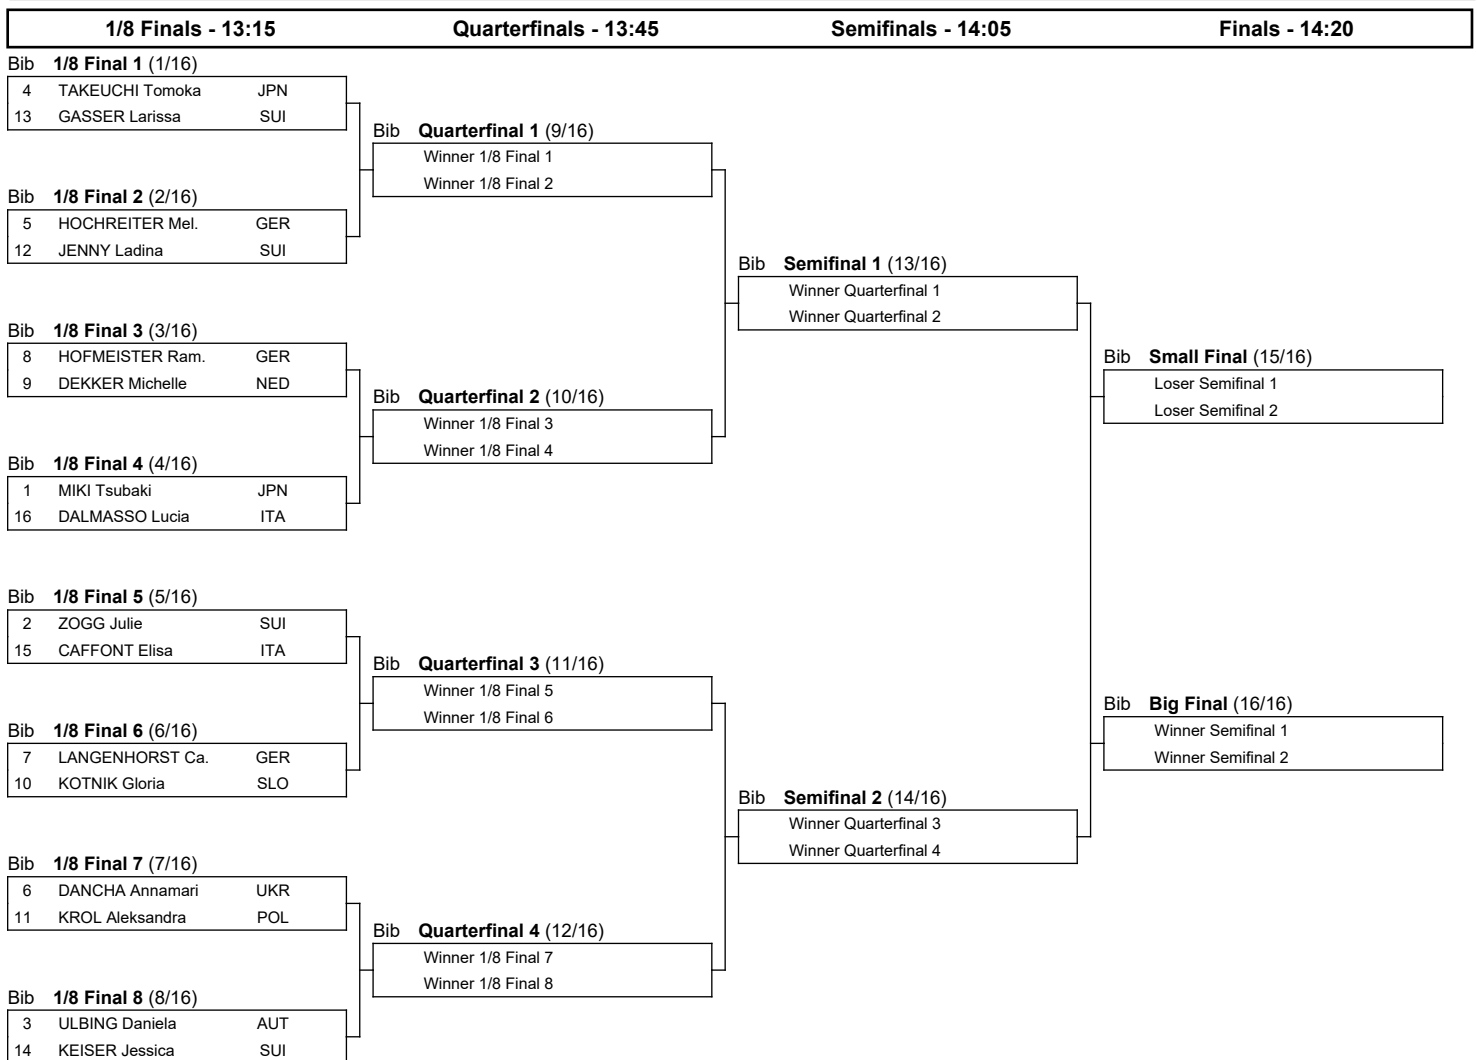 1/8 Finals - 13:15 Quarterfinals - 13:45 Semifinals - 14:05 Finals - 14:20
Bib 1/8 Final 1 (1/16)
4 TAKEUCHI Tomoka JPN
13 GASSER Larissa SUI
Bib 1/8 Final 2 (2/16)
5 HOCHREITER Mel. GER
12 JENNY Ladina SUI
Bib 1/8 Final 3 (3/16)
8 HOFMEISTER Ram. GER
9 DEKKER Michelle NED
Bib 1/8 Final 4 (4/16)
1 MIKI Tsubaki JPN
16 DALMASSO Lucia ITA
Bib 1/8 Final 5 (5/16)
2 ZOGG Julie SUI
15 CAFFONT Elisa ITA
Bib 1/8 Final 6 (6/16)
7 LANGENHORST Ca. GER
10 KOTNIK Gloria SLO
Bib 1/8 Final 7 (7/16)
6 DANCHA Annamari UKR
11 KROL Aleksandra POL
Bib 1/8 Final 8 (8/16)
3 ULBING Daniela AUT
14 KEISER Jessica SUI
Bib Quarterfinal 1 (9/16)
Winner 1/8 Final 1
Winner 1/8 Final 2
Bib Quarterfinal 2 (10/16)
Winner 1/8 Final 3
Winner 1/8 Final 4
Bib Quarterfinal 3 (11/16)
Winner 1/8 Final 5
Winner 1/8 Final 6
Bib Quarterfinal 4 (12/16)
Winner 1/8 Final 7
Winner 1/8 Final 8
Bib Semifinal 1 (13/16)
Winner Quarterfinal 1
Winner Quarterfinal 2
Bib Semifinal 2 (14/16)
Winner Quarterfinal 3
Winner Quarterfinal 4
Bib Small Final (15/16)
Loser Semifinal 1
Loser Semifinal 2
Bib Big Final (16/16)
Winner Semifinal 1
Winner Semifinal 2